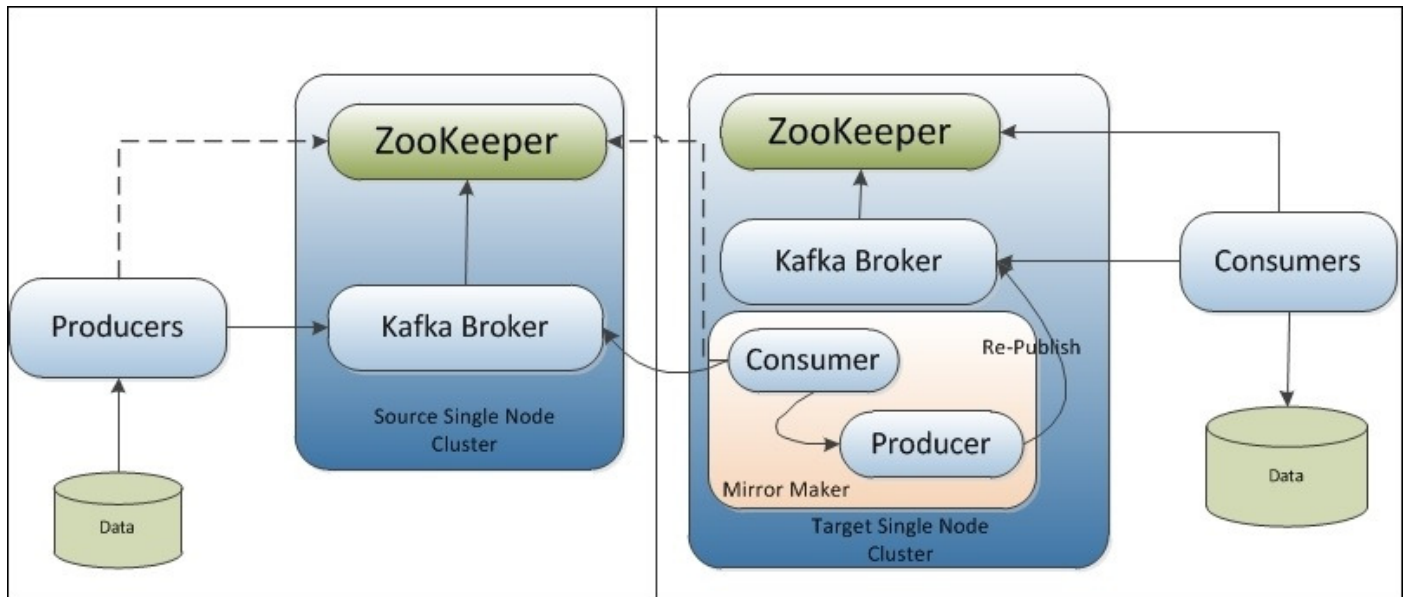 ZooKeeper
Kafka Broker
Producers
Source Single Node
Cluster
Data
ZooKeeper
Kafka Broker
Consumer
Re-Publish
Producer
Mirror Maker
Target Single Node
Cluster
Consumers
Data